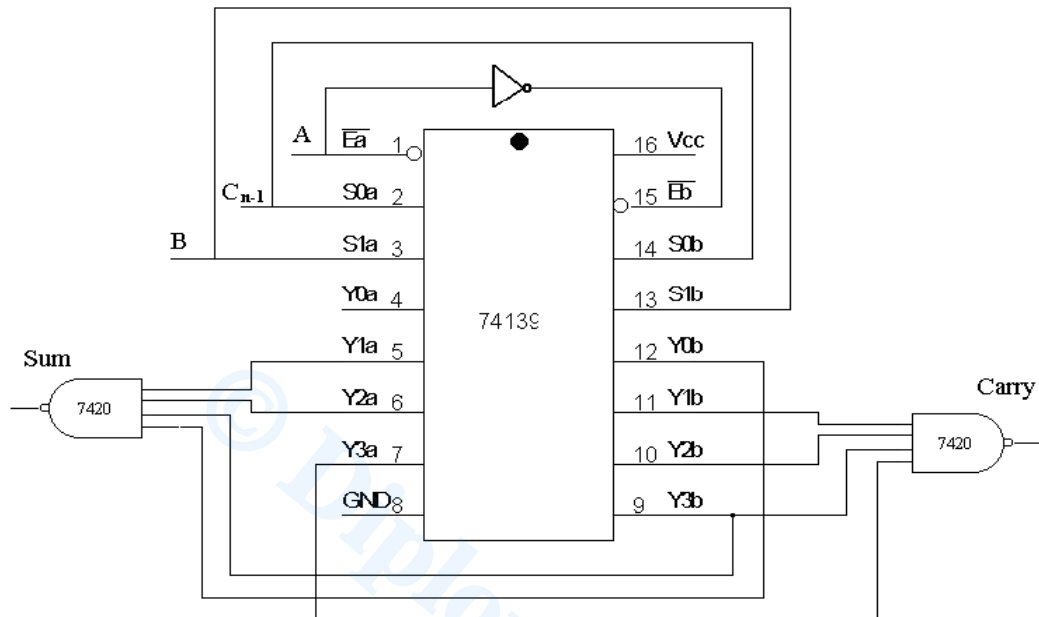 A Ea 1 16 Vcc
Cn-1 S0a 2 15 Eb
B S1a 3 14 S0b
Y0a 4 13 S1b
74139
Sum Y1a 5 12 Y0b
7420 Y2a 6 11 Y1b Carry
Y3a 7 10 Y2b 7420
GND 8 9 Y3b